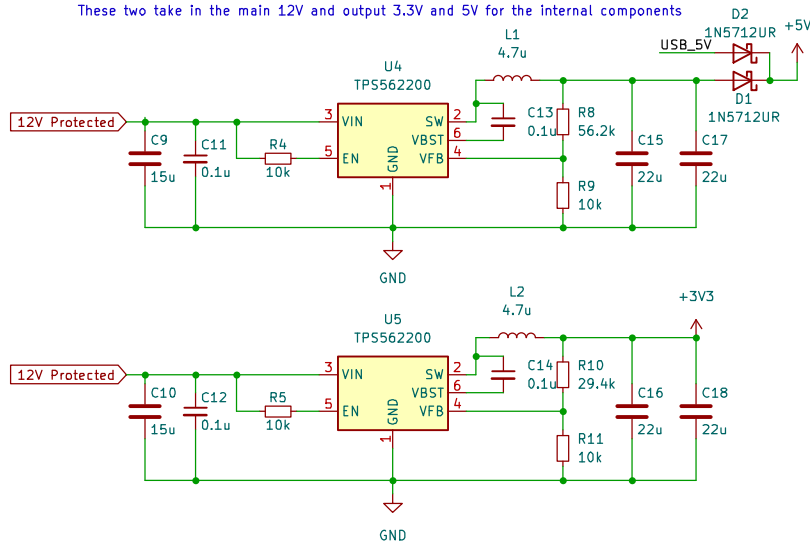 These two take in the main 12V and output 3.3V and 5V for the internal components
D2
1N5712UR
+5V
USB_5V
D1
1N5712UR
L1
4.7u
U4
TPS562200
12V Protected
C9
15u
C11
0.1u
R4
10k
3
VIN
5
EN
GND
1
SW
2
VBST
6
VFB
4
C13
0.1u
R8
56.2k
R9
10k
C15
22u
C17
22u
GND
L2
4.7u
+3V3
U5
TPS562200
12V Protected
C10
15u
C12
0.1u
R5
10k
3
VIN
5
EN
GND
1
SW
2
VBST
6
VFB
4
C14
0.1u
R10
29.4k
R11
10k
C16
22u
C18
22u
GND